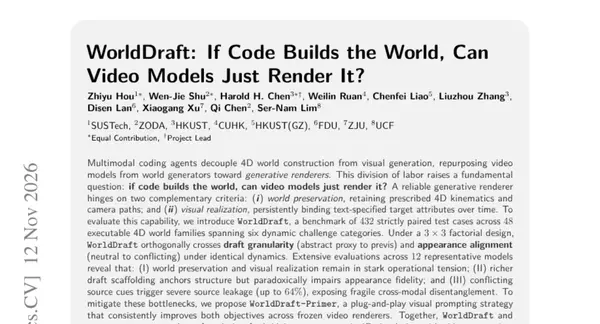 WorldDraft: If Code Builds the World, Can
Video Models Just Render It?
Zhiyu Hou¹*, Wen-Jie Shu²*, Harold H. Chen³*†, Weilin Ruan⁴, Chenfei Liao⁵, Liuzhou Zhang³,
Disen Lan⁶, Xiaogang Xu⁷, Qi Chen², Ser-Nam Lim⁸
¹SUSTech, ²ZODA, ³HKUST, ⁴CUHK, ⁵HKUST(GZ), ⁶FDU, ⁷ZJU, ⁸UCF
*Equal Contribution, †Project Lead
Multimodal coding agents decouple 4D world construction from visual generation, repurposing video
models from world generators toward generative renderers. This division of labor raises a fundamental
question: if code builds the world, can video models just render it? A reliable generative renderer
hinges on two complementary criteria: (i) world preservation, retaining prescribed 4D kinematics and
camera paths; and (ii) visual realization, persistently binding text-specified target attributes over time. To
evaluate this capability, we introduce WorldDraft, a benchmark of 432 strictly paired test cases across 48
executable 4D world families spanning six dynamic challenge categories. Under a 3 × 3 factorial design,
WorldDraft orthogonally crosses draft granularity (abstract proxy to previs) and appearance alignment
(neutral to conflicting) under identical dynamics. Extensive evaluations across 12 representative models
reveal that: (I) world preservation and visual realization remain in stark operational tension; (II) richer
draft scaffolding anchors structure but paradoxically impairs appearance fidelity; and (III) conflicting
source cues trigger severe source leakage (up to 64%), exposing fragile cross-modal disentanglement. To
mitigate these bottlenecks, we propose WorldDraft-Primer, a plug-and-play visual prompting strategy
that consistently improves both objectives across frozen video renderers. Together, WorldDraft and
cs.CV] 12 Nov 2026